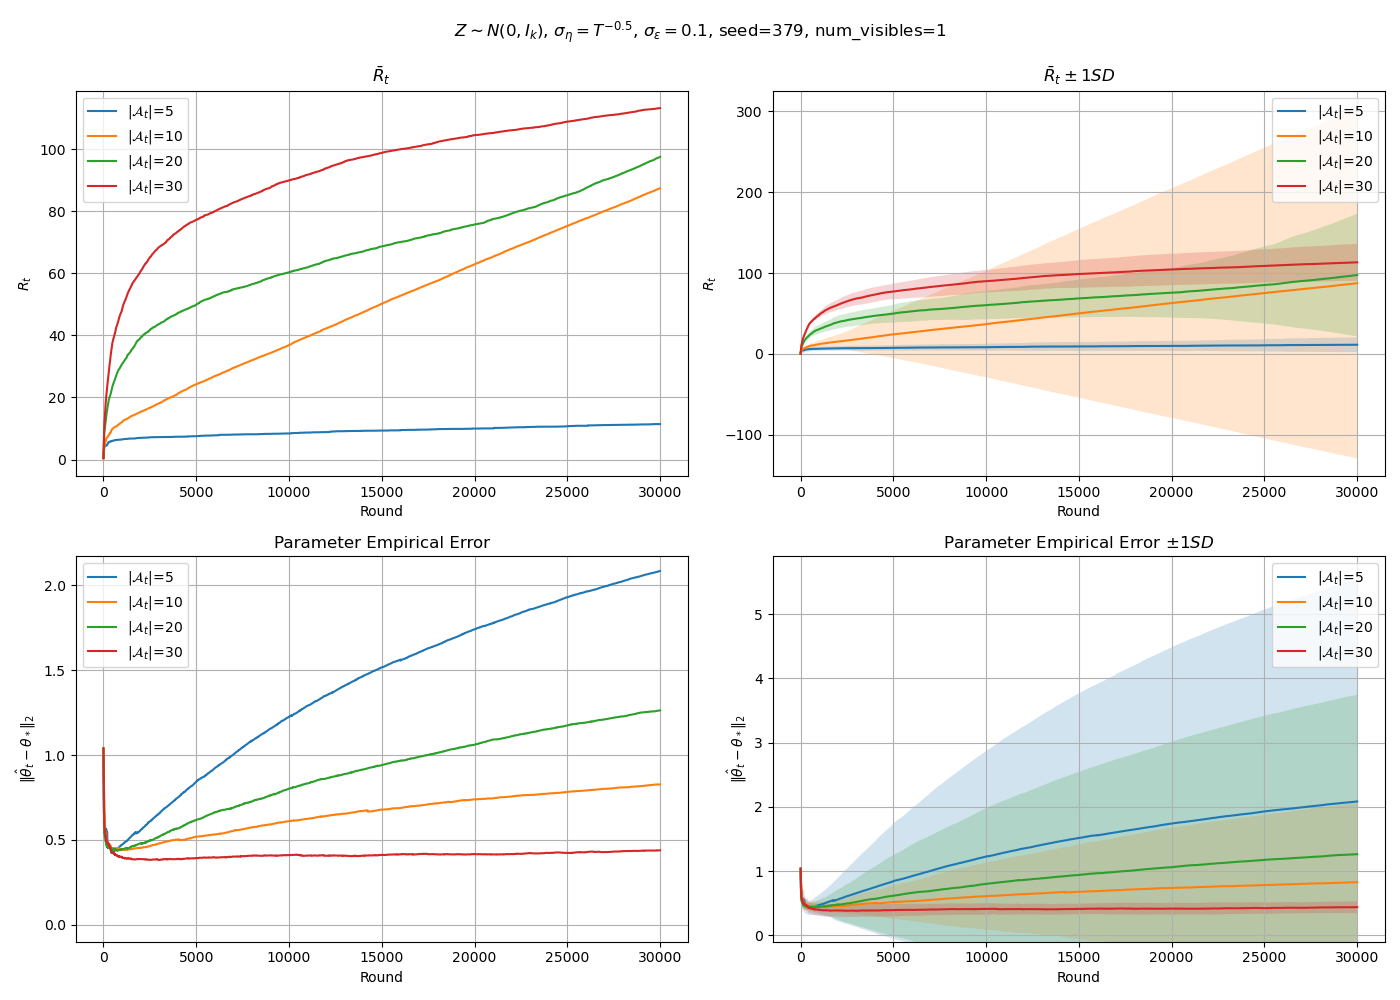 Z ~ N(0, I_k), σ_η = T^{−0.5}, σ_ε = 0.1, seed=379, num_visibles=1
R̄_t
R_t
100
80
60
40
20
0
|𝒜_t|=5
|𝒜_t|=10
|𝒜_t|=20
|𝒜_t|=30
0 5000 10000 15000 20000 25000 30000
Round
R̄_t ± 1SD
R_t
300
200
100
0
−100
|𝒜_t|=5
|𝒜_t|=10
|𝒜_t|=20
|𝒜_t|=30
0 5000 10000 15000 20000 25000 30000
Round
Parameter Empirical Error
‖θ̂_t − θ_*‖_2
2.0
1.5
1.0
0.5
0.0
|𝒜_t|=5
|𝒜_t|=10
|𝒜_t|=20
|𝒜_t|=30
0 5000 10000 15000 20000 25000 30000
Round
Parameter Empirical Error ±1SD
‖θ̂_t − θ_*‖_2
5
4
3
2
1
0
|𝒜_t|=5
|𝒜_t|=10
|𝒜_t|=20
|𝒜_t|=30
0 5000 10000 15000 20000 25000 30000
Round